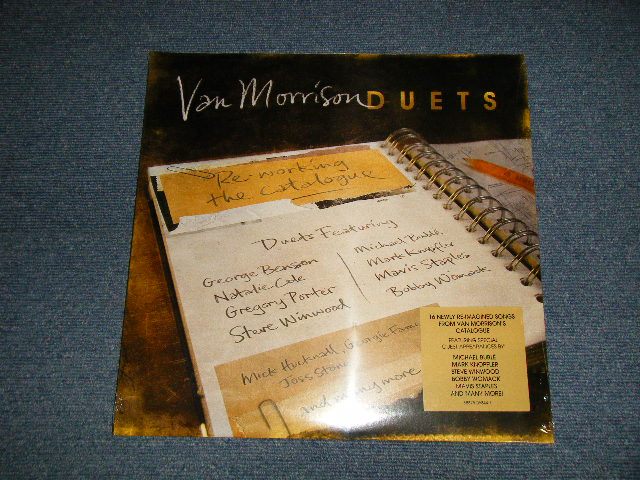 Van Morrison DUETS
Re-working
the catalogue
Duets Featuring
George Benson
Natalie Cole
Gregory Porter
Steve Winwood
Michael Bublé
Mark Knopfler
Mavis Staples
Bobby Womack
Mick Hucknall, Georgie Fame
Joss Stone
and many more
16 NEWLY RE-IMAGINED SONGS
FROM VAN MORRISON'S
CATALOGUE
FEATURING SPECIAL
GUEST APPEARANCES BY
MICHAEL BUBLÉ
MARK KNOPFLER
STEVE WINWOOD
BOBBY WOMACK
MAVIS STAPLES
AND MANY MORE!